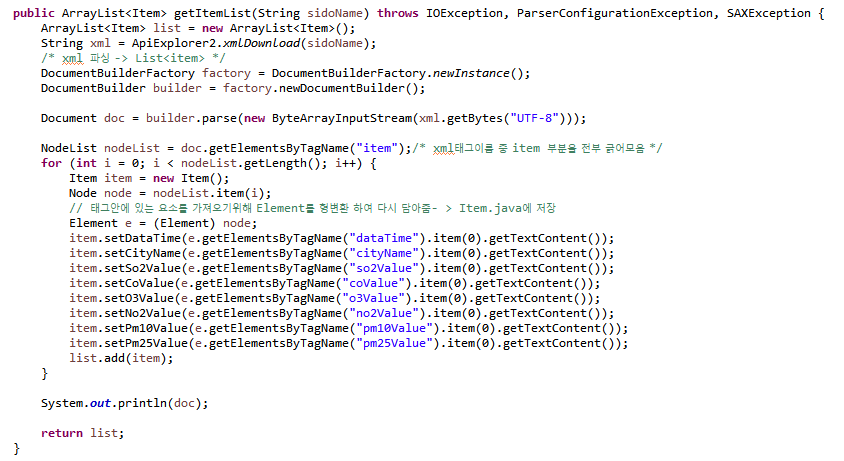 public ArrayList<Item> getItemList(String sidoName) throws IOException, ParserConfigurationException, SAXException {
    ArrayList<Item> list = new ArrayList<Item>();
    String xml = ApiExplorer2.xmlDownload(sidoName);
    /* xml 파싱 -> List<item> */
    DocumentBuilderFactory factory = DocumentBuilderFactory.newInstance();
    DocumentBuilder builder = factory.newDocumentBuilder();

    Document doc = builder.parse(new ByteArrayInputStream(xml.getBytes("UTF-8")));

    NodeList nodeList = doc.getElementsByTagName("item");/* xml태그이름 중 item 부분을 전부 긁어모음 */
    for (int i = 0; i < nodeList.getLength(); i++) {
        Item item = new Item();
        Node node = nodeList.item(i);
        // 태그안에 있는 요소를 가져오기위해 Element를 형변환 하여 다시 담아줌- > Item.java에 저장
        Element e = (Element) node;
        item.setDataTime(e.getElementsByTagName("dataTime").item(0).getTextContent());
        item.setCityName(e.getElementsByTagName("cityName").item(0).getTextContent());
        item.setSo2Value(e.getElementsByTagName("so2Value").item(0).getTextContent());
        item.setCoValue(e.getElementsByTagName("coValue").item(0).getTextContent());
        item.setO3Value(e.getElementsByTagName("o3Value").item(0).getTextContent());
        item.setNo2Value(e.getElementsByTagName("no2Value").item(0).getTextContent());
        item.setPm10Value(e.getElementsByTagName("pm10Value").item(0).getTextContent());
        item.setPm25Value(e.getElementsByTagName("pm25Value").item(0).getTextContent());
        list.add(item);
    }

    System.out.println(doc);

    return list;
}